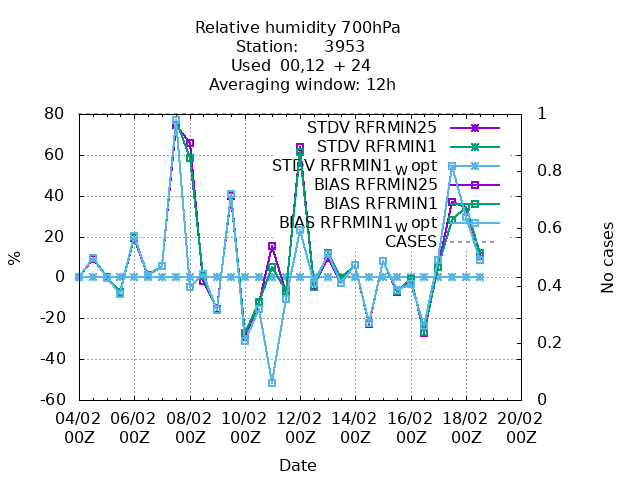 Relative humidity 700hPa
Station: 3953
Used 00,12 + 24
Averaging window: 12h
80
60
40
20
0
-20
-40
-60
%
1
0.8
0.6
0.4
0.2
0
No cases
STDV RFRMIN25
STDV RFRMIN1
STDV RFRMIN1_w opt
BIAS RFRMIN25
BIAS RFRMIN1
BIAS RFRMIN1_w opt
CASES
04/02 06/02 08/02 10/02 12/02 14/02 16/02 18/02 20/02
00Z 00Z 00Z 00Z 00Z 00Z 00Z 00Z 00Z
Date